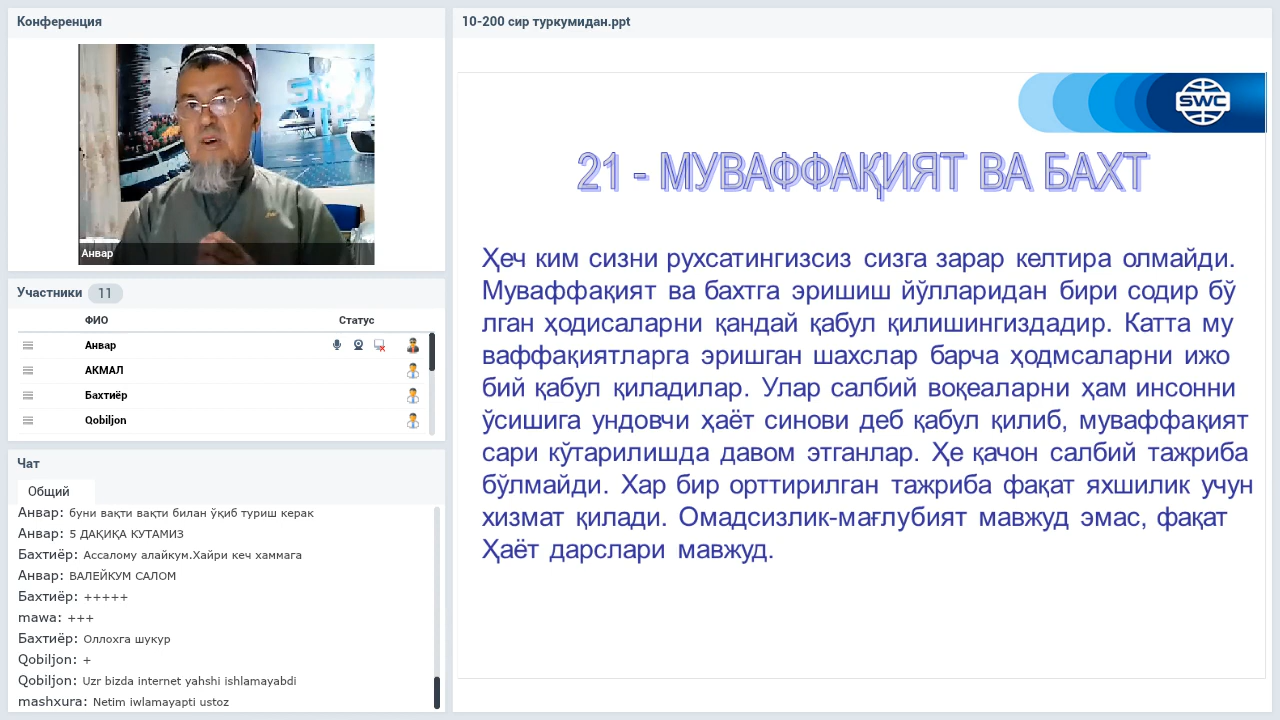 Конференция
Анвар
Участники 11
ФИО Статус
Анвар
АКМАЛ
Бахтиёр
Qobiljon
Чат
Общий
Анвар: буни вақти вақти билан ўқиб туриш керак
Анвар: 5 ДАҚИҚА КУТАМИЗ
Бахтиёр: Ассалому алайкум.Хайри кеч хаммага
Анвар: ВАЛЕЙКУМ САЛОМ
Бахтиёр: +++++
mawa: +++
Бахтиёр: Оллохга шукур
Qobiljon: +
Qobiljon: Uzr bizda internet yahshi ishlamayabdi
mashxura: Netim iwlamayapti ustoz
10-200 сир туркумидан.ppt
SWC
21 - МУВАФФАҚИЯТ ВА БАХТ
Ҳеч ким сизни рухсатингизсиз сизга зарар келтира олмайди.
Муваффақият ва бахтга эришиш йўлларидан бири содир бў
лган ҳодисаларни қандай қабул қилишингиздадир. Катта му
ваффақиятларга эришган шахслар барча ҳодмсаларни ижо
бий қабул қиладилар. Улар салбий воқеаларни ҳам инсонни
ўсишига ундовчи ҳаёт синови деб қабул қилиб, муваффақият
сари кўтарилишда давом этганлар. Ҳе қачон салбий тажриба
бўлмайди. Хар бир орттирилган тажриба фақат яхшилик учун
хизмат қилади. Омадсизлик-мағлубият мавжуд эмас, фақат
Ҳаёт дарслари мавжуд.